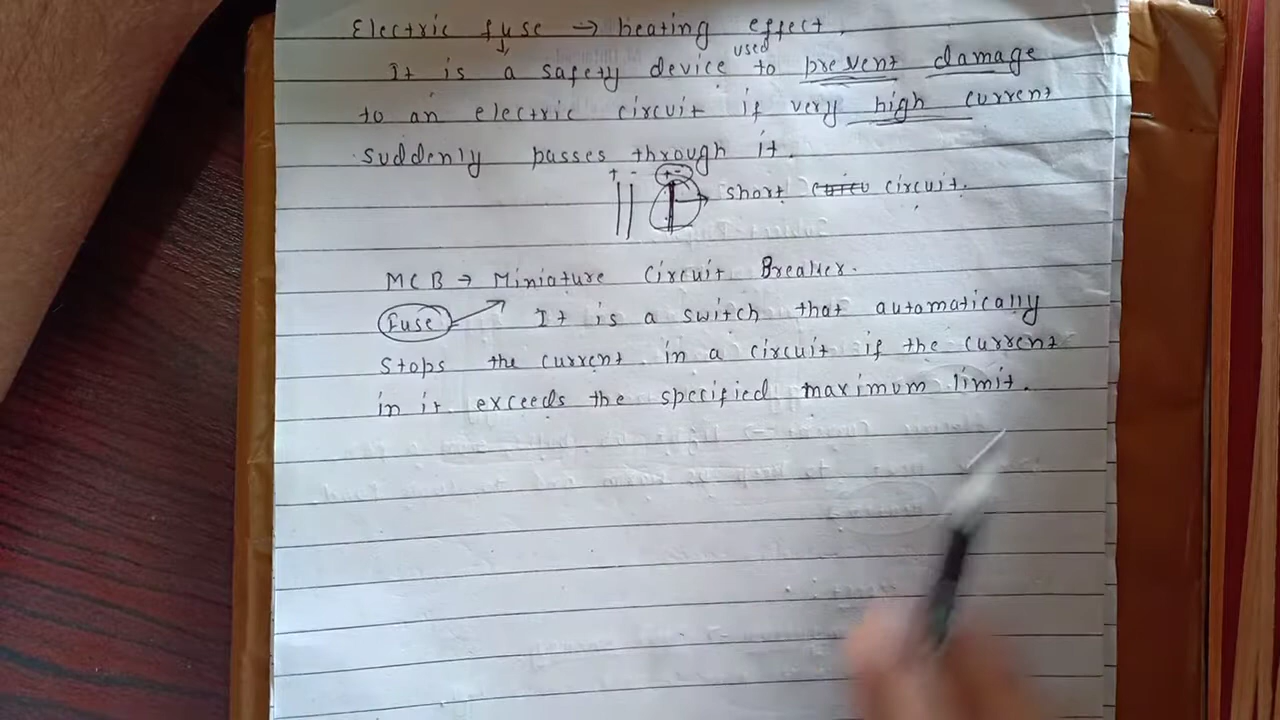 Electric fuse → heating effect.
It is a safety device used to prevent damage
to an electric circuit if very high current
suddenly passes through it.
+ - + - short circuit.
MCB → Miniature Circuit Breaker.
Fuse It is a switch that automatically
stops the current in a circuit if the current
in it exceeds the specified maximum limit.